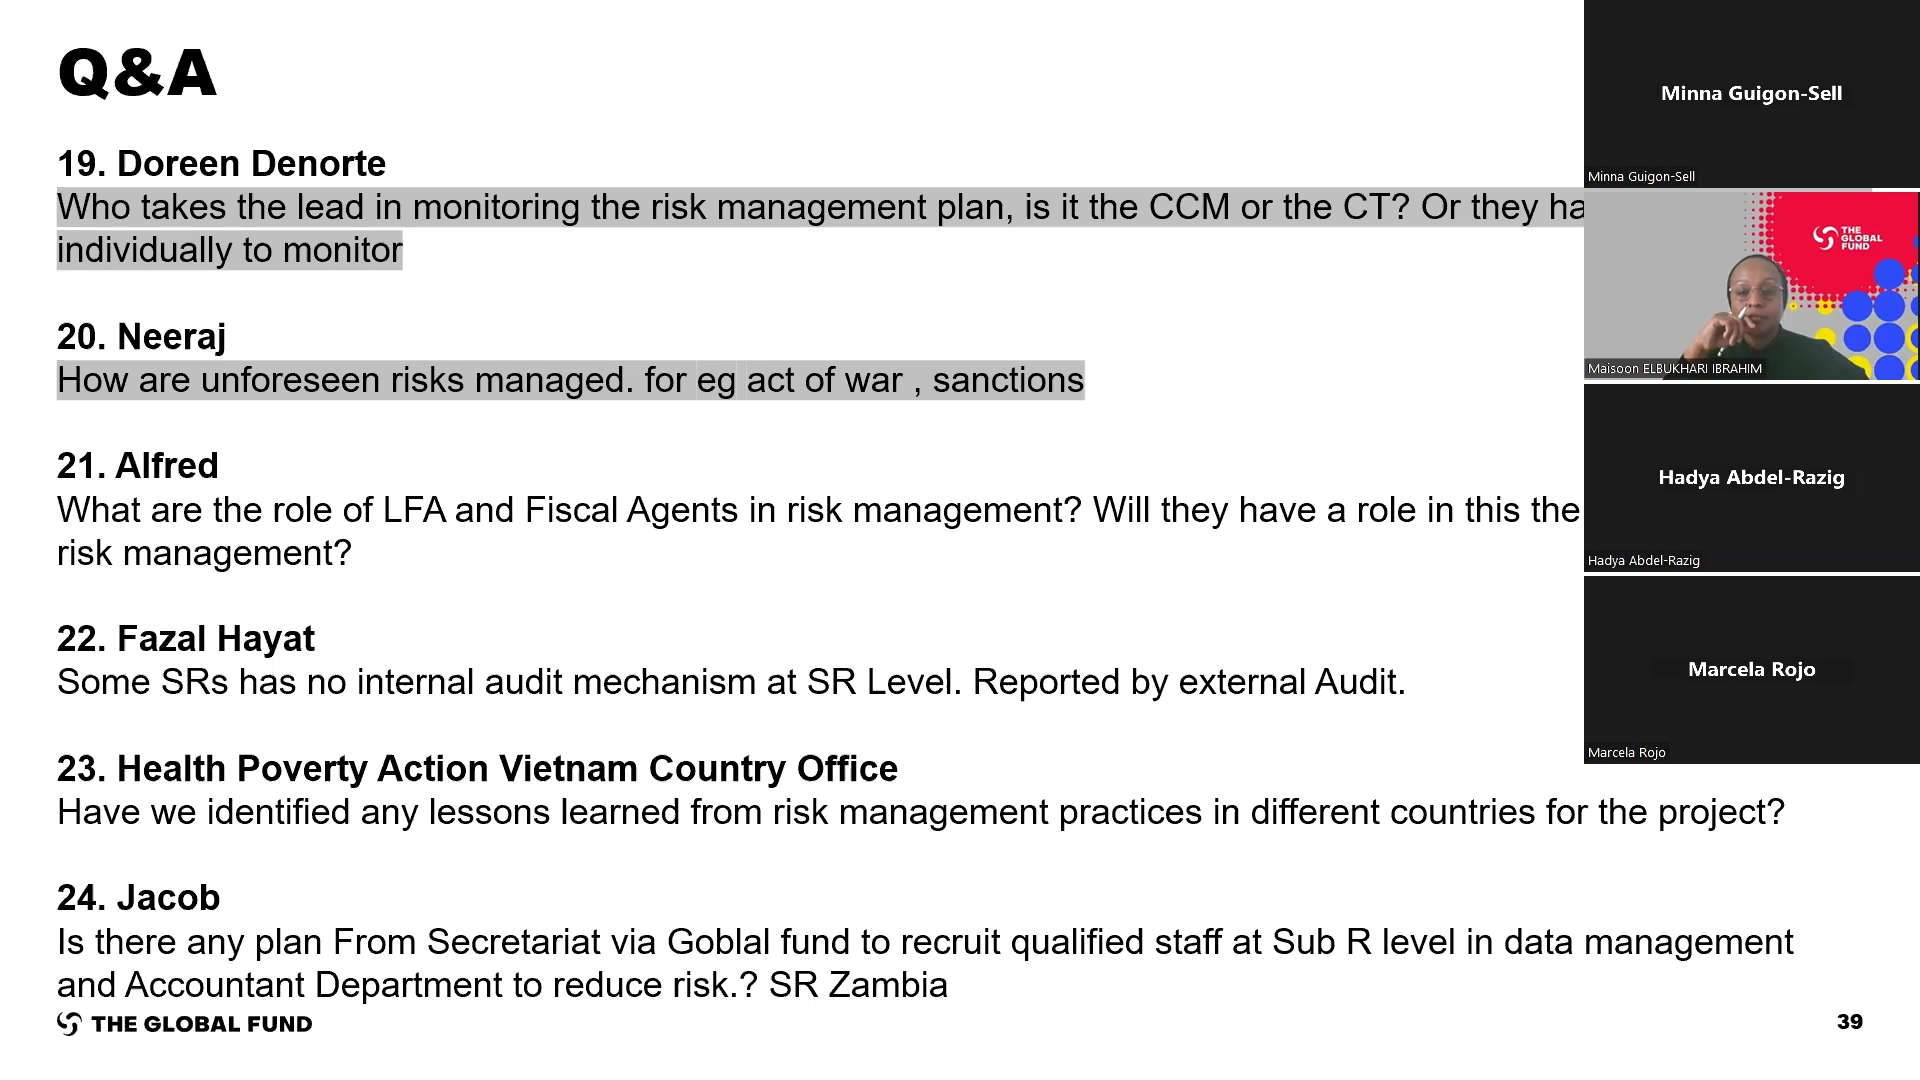 Q&A
19. Doreen Denorte
Who takes the lead in monitoring the risk management plan, is it the CCM or the CT? Or they
individually to monitor
20. Neeraj
How are unforeseen risks managed. for eg act of war , sanctions
21. Alfred
What are the role of LFA and Fiscal Agents in risk management? Will they have a role in this
risk management?
22. Fazal Hayat
Some SRs has no internal audit mechanism at SR Level. Reported by external Audit.
23. Health Poverty Action Vietnam Country Office
Have we identified any lessons learned from risk management practices in different countries for the project?
24. Jacob
Is there any plan From Secretariat via Goblal fund to recruit qualified staff at Sub R level in data management
and Accountant Department to reduce risk.? SR Zambia
THE GLOBAL FUND
39
Minna Guigon-Sell
Minna Guigon-Sell
THE
GLOBAL
FUND
Maisoon ELBUKHARI IBRAHIM
Hadya Abdel-Razig
Hadya Abdel-Razig
Marcela Rojo
Marcela Rojo